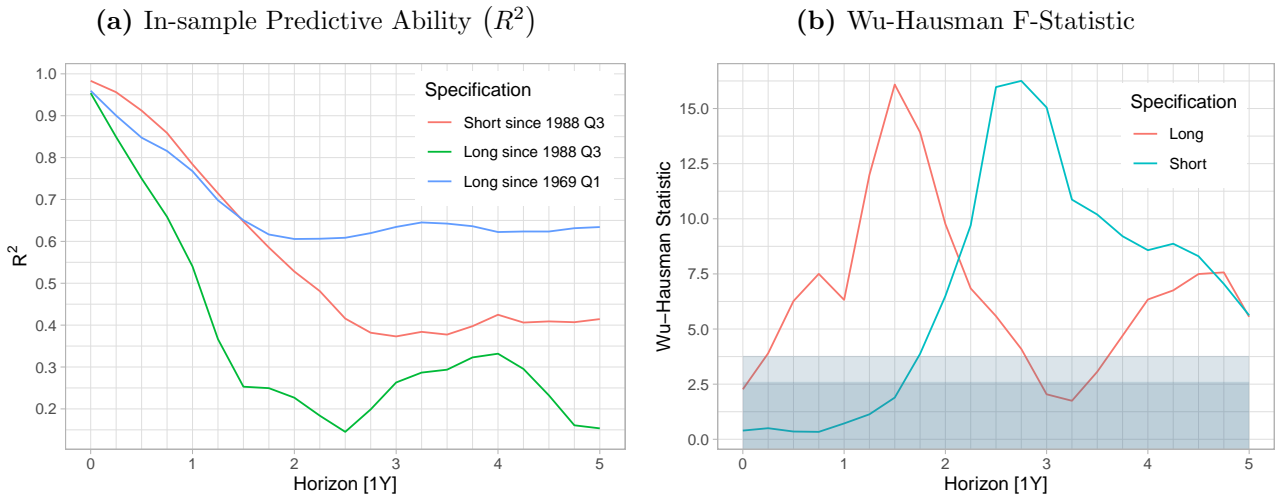 (a) In-sample Predictive Ability (R²)
1.0
0.9
0.8
0.7
0.6
0.5
0.4
0.3
0.2
R²
0 1 2 3 4 5
Horizon [1Y]
Specification
Short since 1988 Q3
Long since 1988 Q3
Long since 1969 Q1
(b) Wu-Hausman F-Statistic
15.0
12.5
10.0
7.5
5.0
2.5
0.0
Wu−Hausman Statistic
0 1 2 3 4 5
Horizon [1Y]
Specification
Long
Short